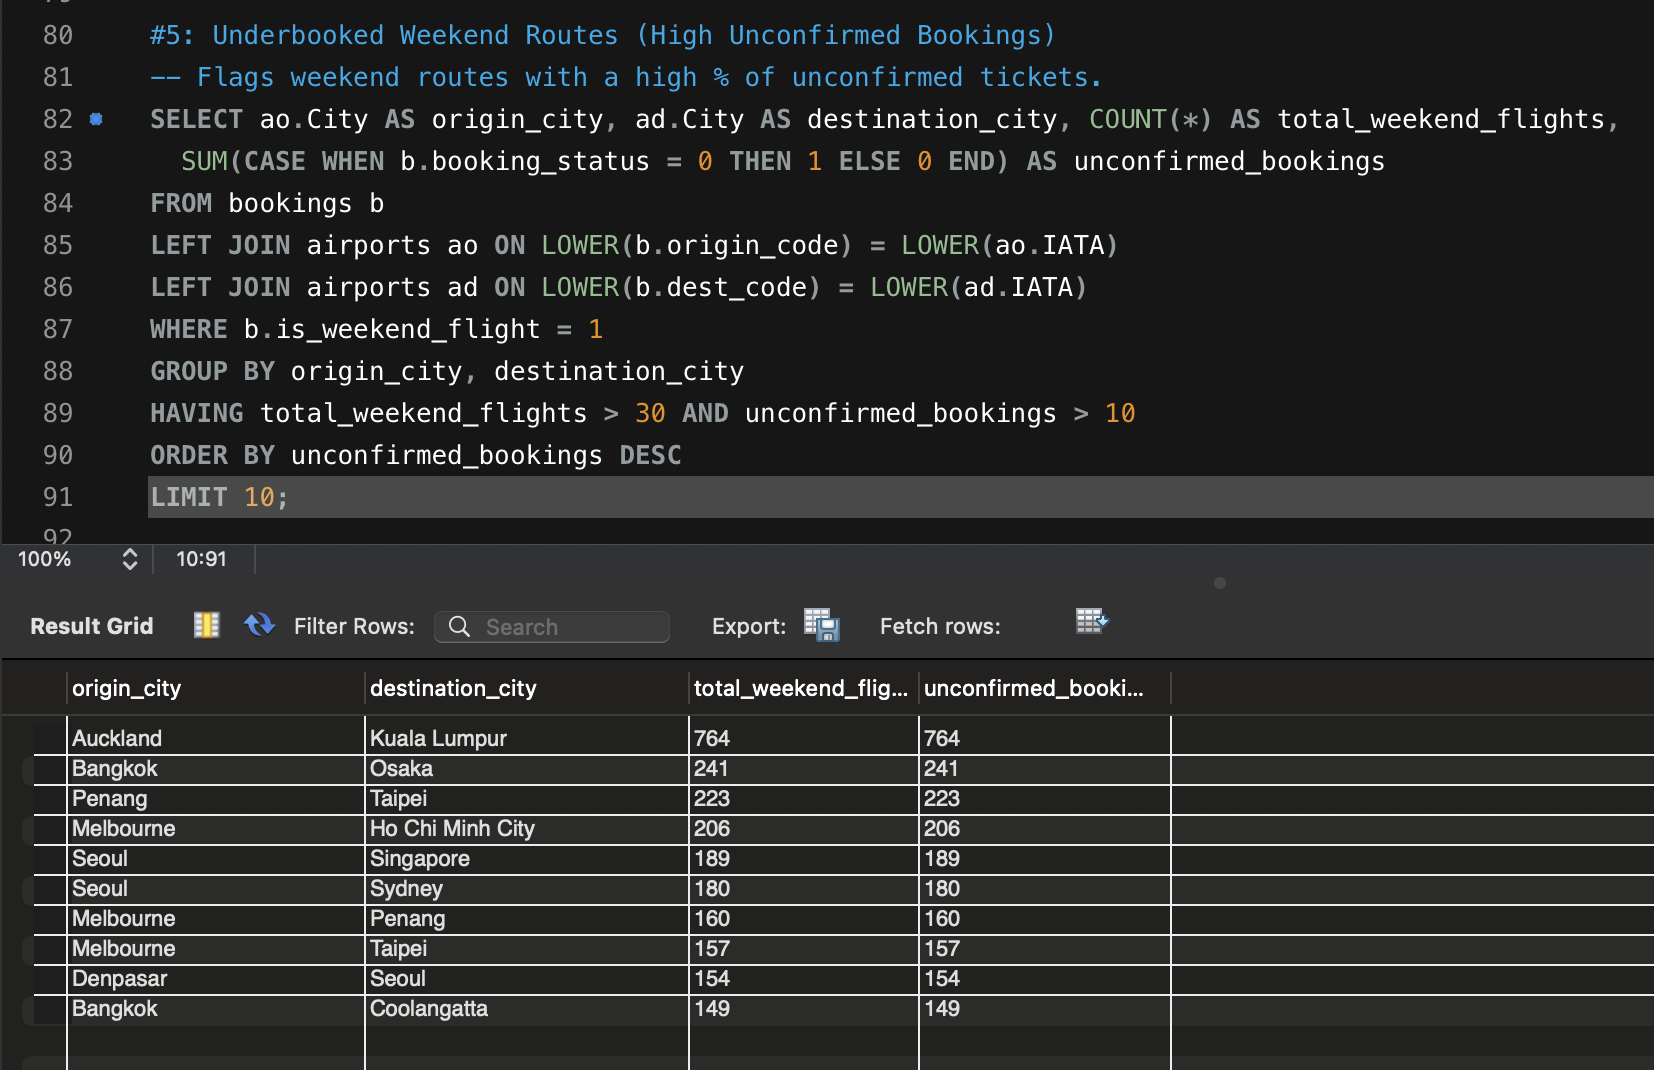 80 #5: Underbooked Weekend Routes (High Unconfirmed Bookings)
81 -- Flags weekend routes with a high % of unconfirmed tickets.
82 SELECT ao.City AS origin_city, ad.City AS destination_city, COUNT(*) AS total_weekend_flights,
83 SUM(CASE WHEN b.booking_status = 0 THEN 1 ELSE 0 END) AS unconfirmed_bookings
84 FROM bookings b
85 LEFT JOIN airports ao ON LOWER(b.origin_code) = LOWER(ao.IATA)
86 LEFT JOIN airports ad ON LOWER(b.dest_code) = LOWER(ad.IATA)
87 WHERE b.is_weekend_flight = 1
88 GROUP BY origin_city, destination_city
89 HAVING total_weekend_flights > 30 AND unconfirmed_bookings > 10
90 ORDER BY unconfirmed_bookings DESC
91 LIMIT 10;
92
100% 10:91
Result Grid Filter Rows: Search Export: Fetch rows:
origin_city destination_city total_weekend_flig... unconfirmed_booki...
Auckland Kuala Lumpur 764 764
Bangkok Osaka 241 241
Penang Taipei 223 223
Melbourne Ho Chi Minh City 206 206
Seoul Singapore 189 189
Seoul Sydney 180 180
Melbourne Penang 160 160
Melbourne Taipei 157 157
Denpasar Seoul 154 154
Bangkok Coolangatta 149 149